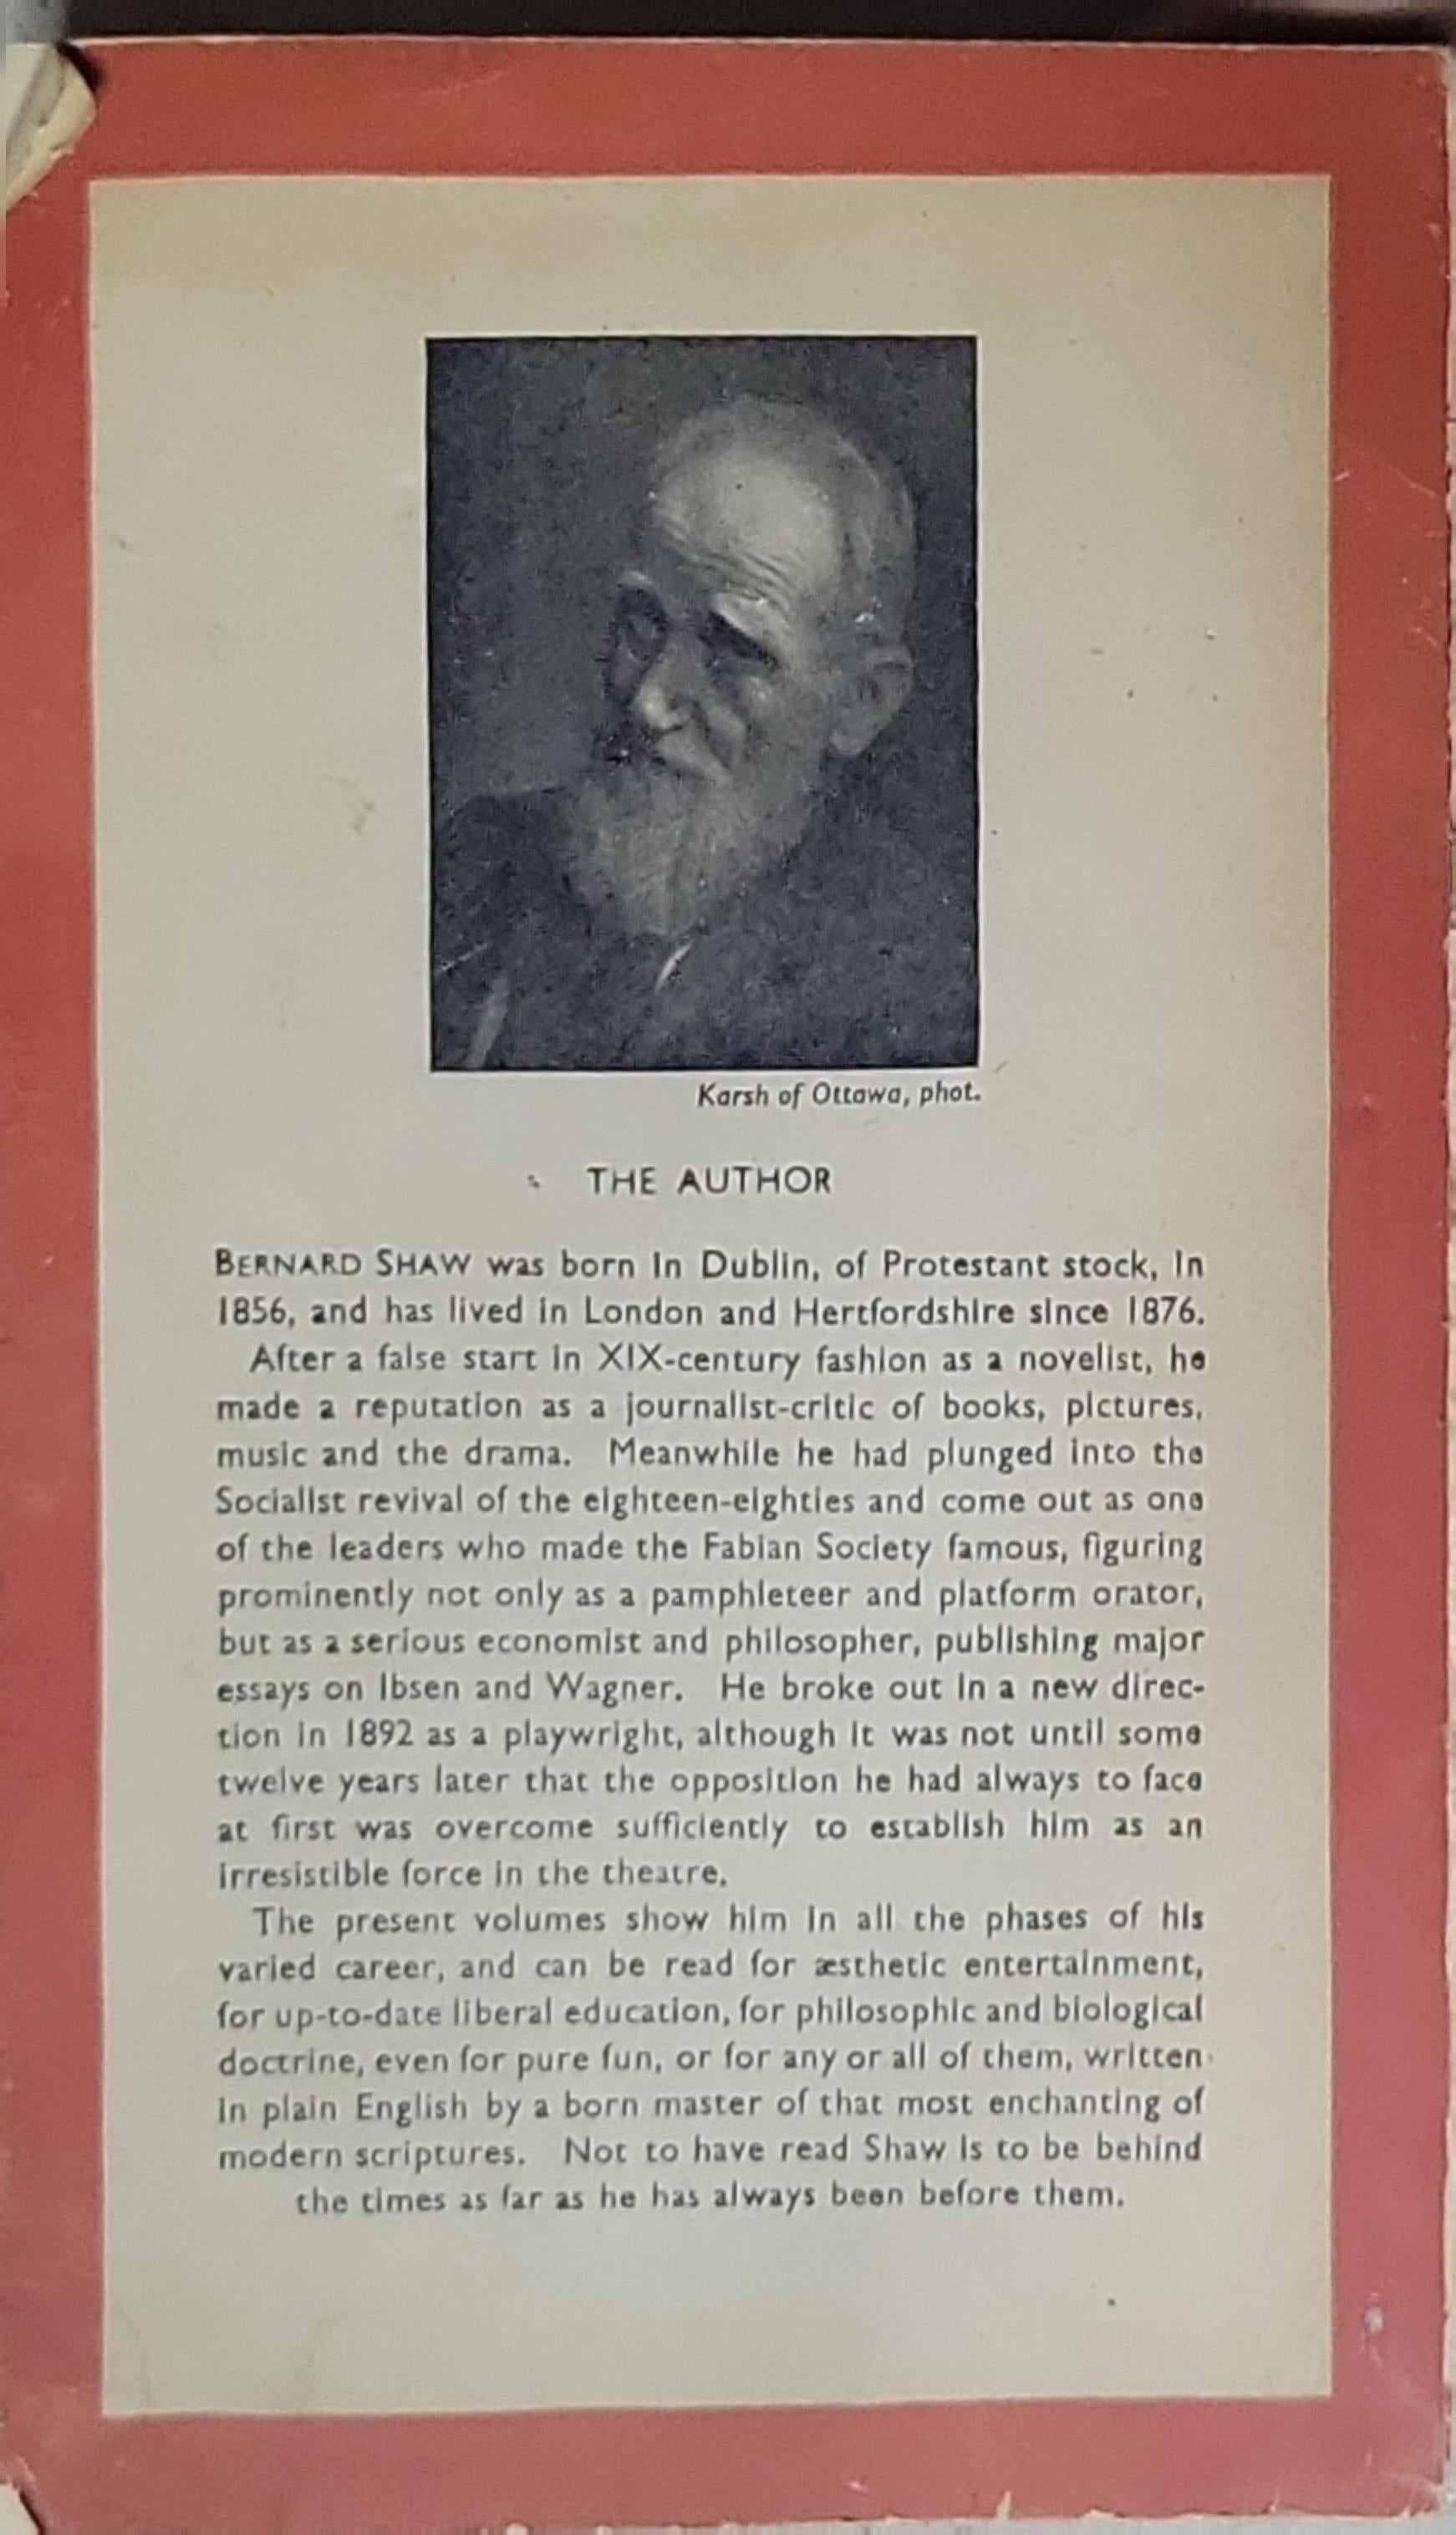 Karsh of Ottawa, phot.
THE AUTHOR
BERNARD SHAW was born in Dublin, of Protestant stock, in
1856, and has lived in London and Hertfordshire since 1876.
After a false start in XIX-century fashion as a novelist, he
made a reputation as a journalist-critic of books, pictures,
music and the drama. Meanwhile he had plunged into the
Socialist revival of the eighteen-eighties and come out as one
of the leaders who made the Fabian Society famous, figuring
prominently not only as a pamphleteer and platform orator,
but as a serious economist and philosopher, publishing major
essays on Ibsen and Wagner. He broke out in a new direc-
tion in 1892 as a playwright, although it was not until some
twelve years later that the opposition he had always to face
at first was overcome sufficiently to establish him as an
irresistible force in the theatre.
The present volumes show him in all the phases of his
varied career, and can be read for æsthetic entertainment,
for up-to-date liberal education, for philosophic and biological
doctrine, even for pure fun, or for any or all of them, written
in plain English by a born master of that most enchanting of
modern scriptures. Not to have read Shaw is to be behind
the times as far as he has always been before them.